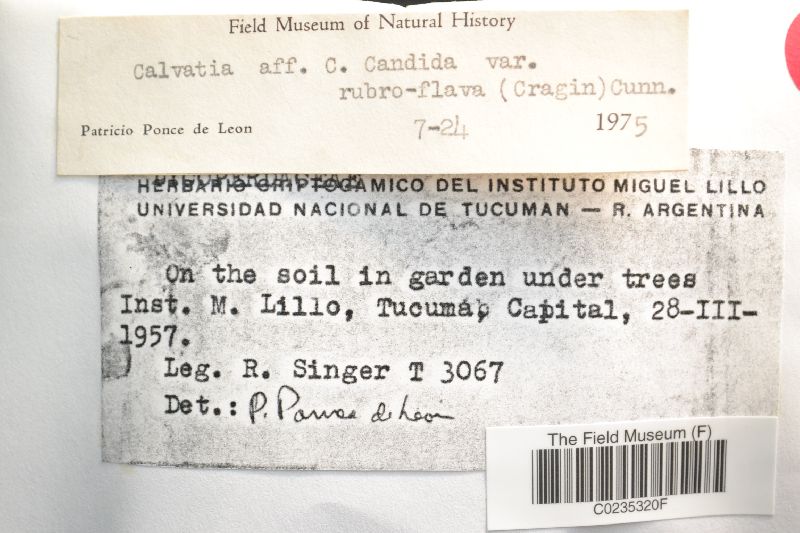 Field Museum of Natural History
Calvatia aff. C. Candida var.
rubro-flava (Cragin) Cunn.
Patricio Ponce de Leon 7-24 1975
HERBARIO CRIPTOGAMICO DEL INSTITUTO MIGUEL LILLO
UNIVERSIDAD NACIONAL DE TUCUMAN — R. ARGENTINA
On the soil in garden under trees
Inst. M. Lillo, Tucumán Capital, 28-III-
1957.
Leg. R. Singer T 3067
Det.: P. Ponce de Leon
The Field Museum (F)
C0235320F